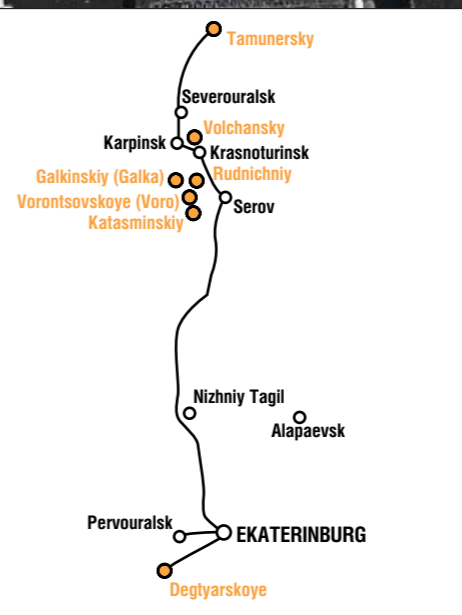 Tamunersky
Severouralsk
Volchansky
Karpinsk
Krasnoturinsk
Galkinskiy (Galka)
Rudnichniy
Vorontsovskoye (Voro)
Serov
Katasminskiy
Nizhniy Tagil
Alapaevsk
Pervouralsk
EKATERINBURG
Degtyarskoye